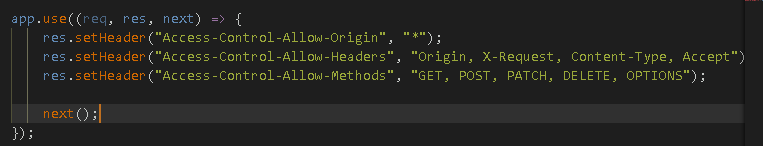 app.use((req, res, next) => {
res.setHeader("Access-Control-Allow-Origin", "*");
res.setHeader("Access-Control-Allow-Headers", "Origin, X-Request, Content-Type, Accept")
res.setHeader("Access-Control-Allow-Methods", "GET, POST, PATCH, DELETE, OPTIONS");
next();
});